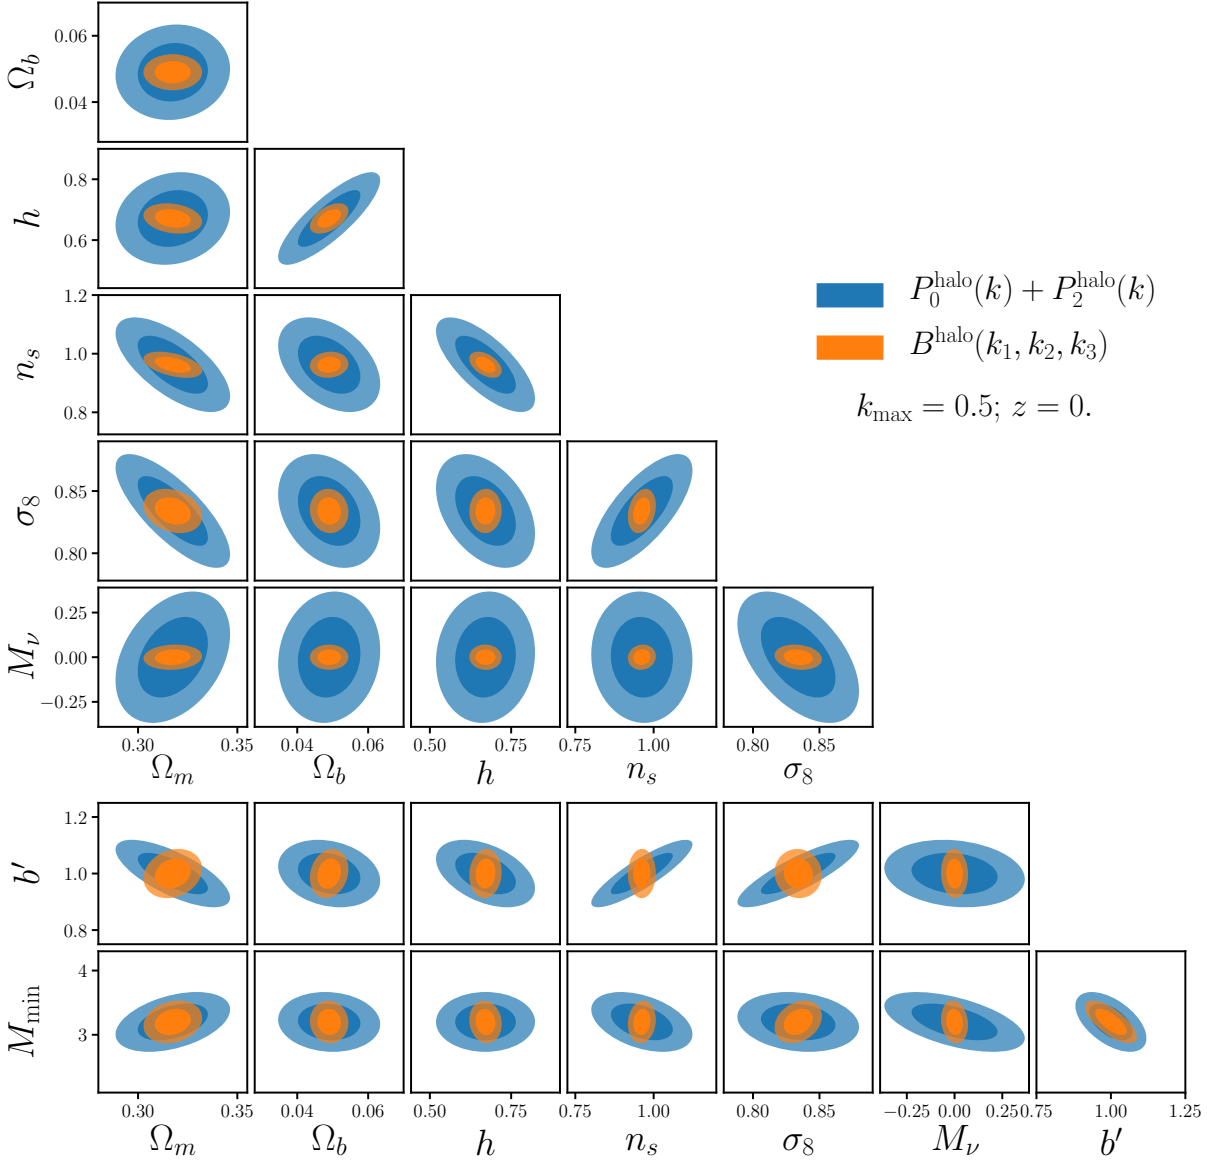 Ω_b
0.06
0.04
h
0.8
0.6
n_s
1.2
1.0
0.8
P_0^halo(k) + P_2^halo(k)
B^halo(k_1, k_2, k_3)
k_max = 0.5; z = 0.
σ_8
0.85
0.80
M_ν
0.25
0.00
−0.25
0.30 0.35 0.04 0.06 0.50 0.75 0.75 1.00 0.80 0.85
Ω_m Ω_b h n_s σ_8
b′
1.2
1.0
0.8
M_min
4
3
0.30 0.35 0.04 0.06 0.50 0.75 0.75 1.00 0.80 0.85 −0.25 0.00 0.25 0.75 1.00 1.25
Ω_m Ω_b h n_s σ_8 M_ν b′